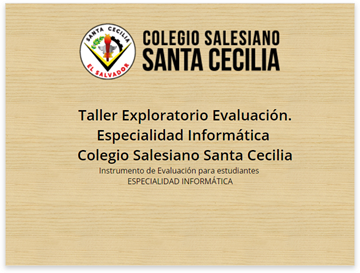 SANTA CECILIA
EL SALVADOR
COLEGIO SALESIANO
SANTA CECILIA
Taller Exploratorio Evaluación.
Especialidad Informática
Colegio Salesiano Santa Cecilia
Instrumento de Evaluación para estudiantes
ESPECIALIDAD INFORMÁTICA